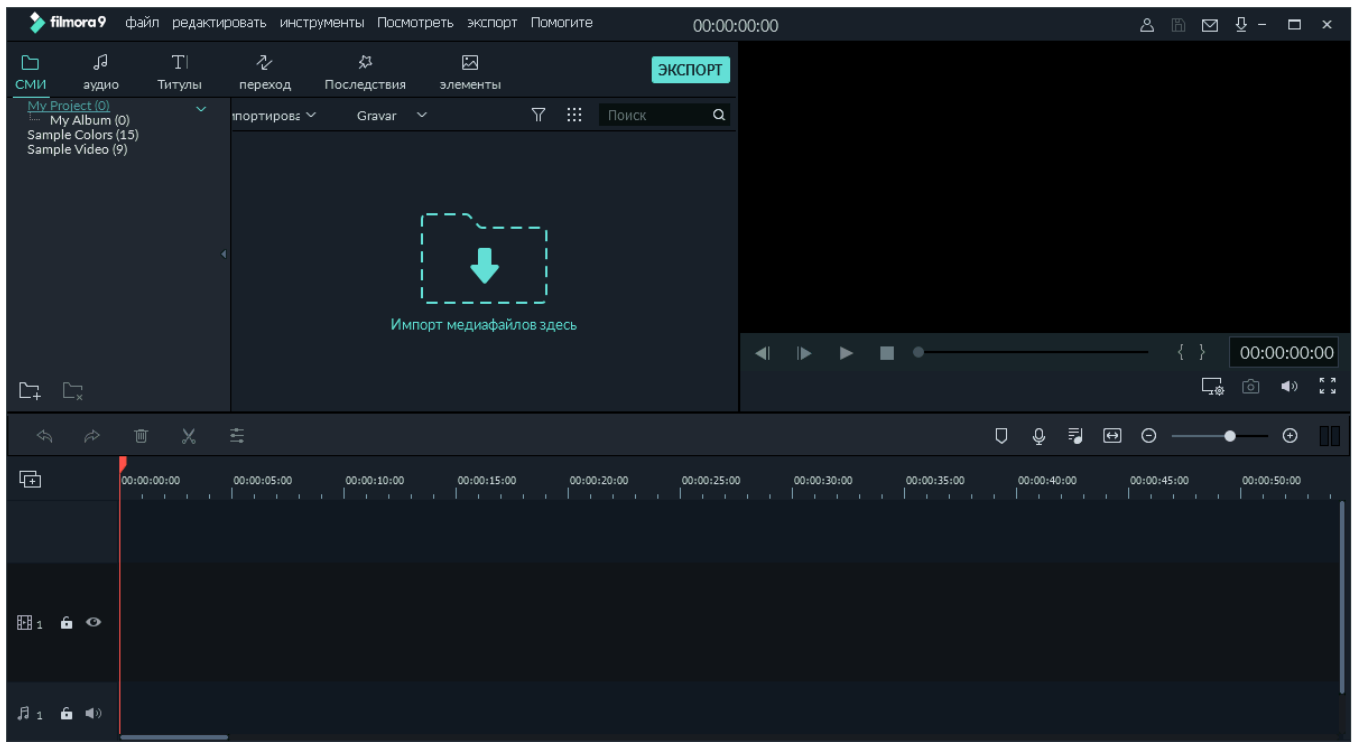 filmora9 файл редактировать инструменты Посмотреть экспорт Помогите 00:00:00:00
СМИ аудио Титулы переход Последствия элементы ЭКСПОРТ
My Project (0)
My Album (0)
Sample Colors (15)
Sample Video (9)
Gravar Поиск
Импорт медиафайлов здесь
{ } 00:00:00:00
00:00:00:00 00:00:05:00 00:00:10:00 00:00:15:00 00:00:20:00 00:00:25:00 00:00:30:00 00:00:35:00 00:00:40:00 00:00:45:00 00:00:50:00
1
1